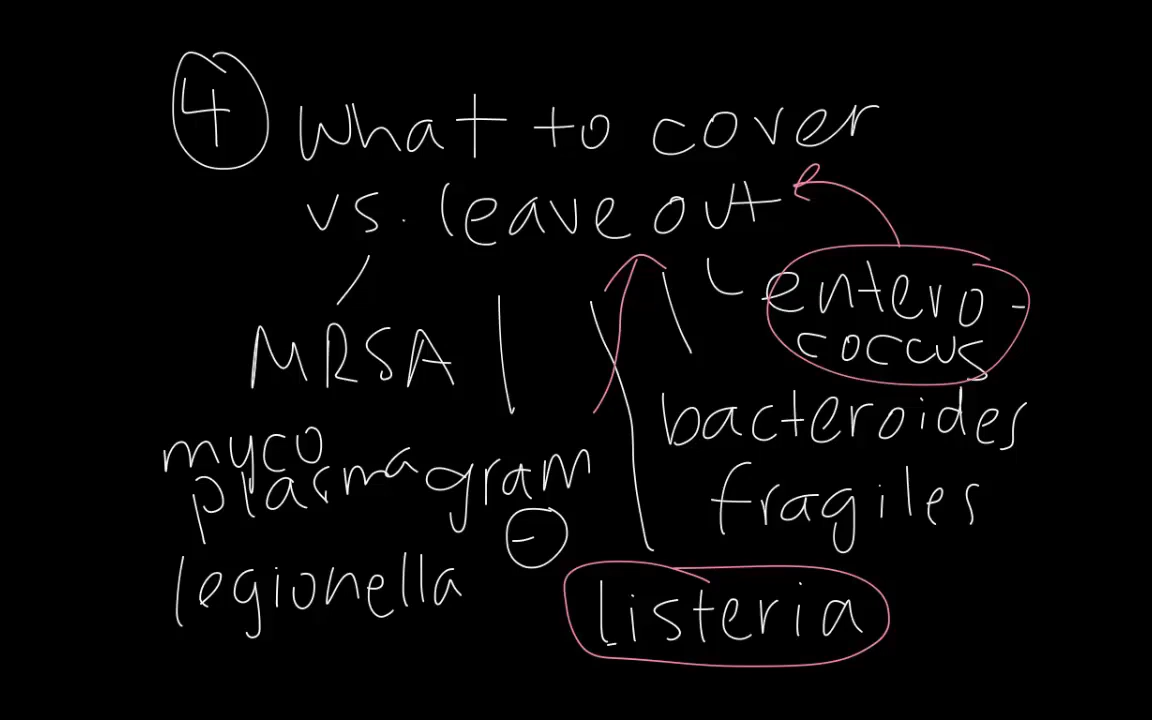 4 What to cover
vs. leave out
entero-
coccus
MRSA
bacteroides
myco
plasma gram
fragiles
-
legionella
listeria